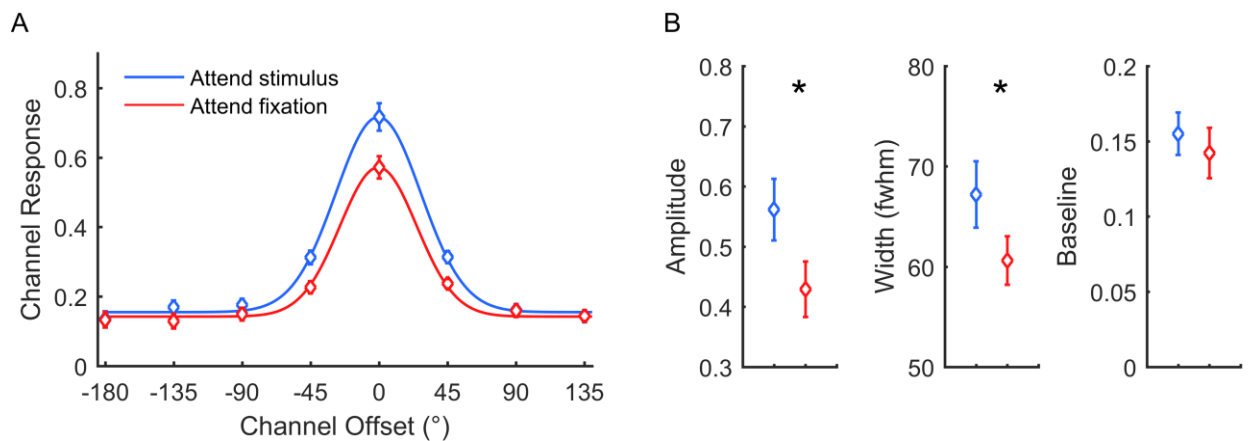 A
Attend stimulus
Attend fixation
Channel Response
0.8
0.6
0.4
0.2
0
-180 -135 -90 -45 0 45 90 135
Channel Offset (°)
B
Amplitude
0.8
0.7
0.6
0.5
0.4
0.3
*
Width (fwhm)
80
70
60
50
*
Baseline
0.2
0.15
0.1
0.05
0